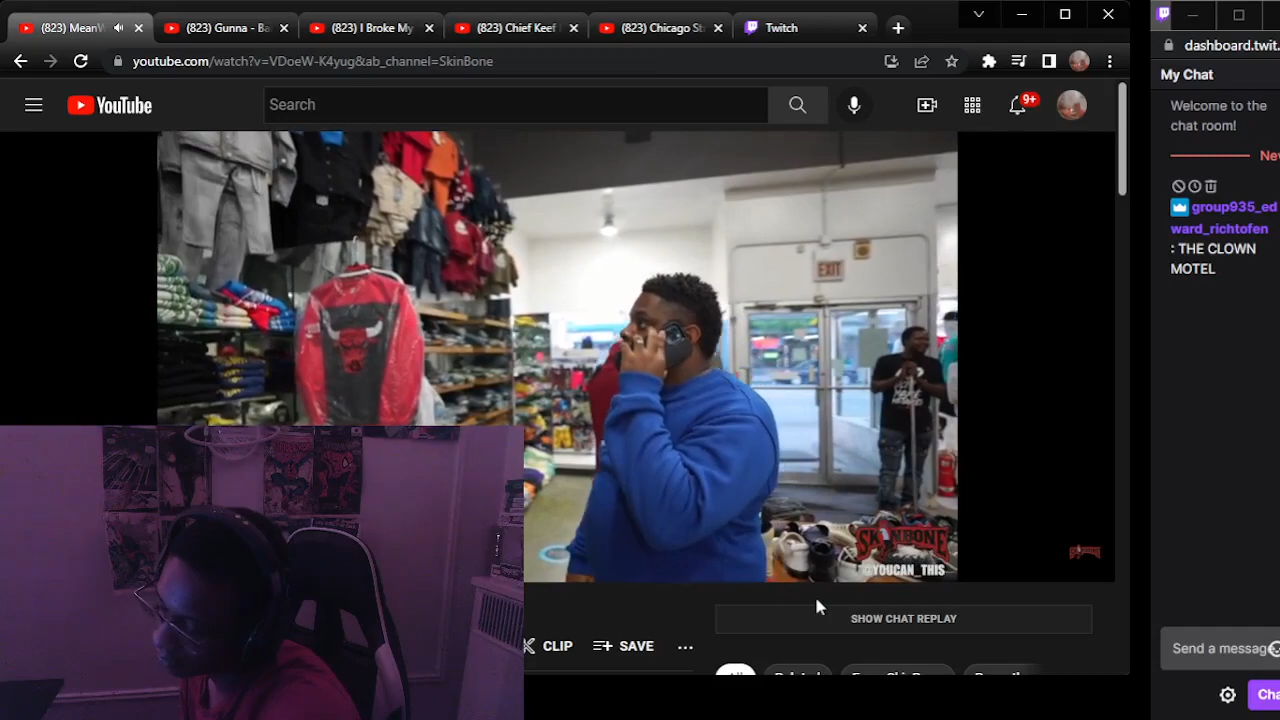 (823) MeanW
(823) Gunna - Ba
(823) I Broke My
(823) Chief Keef
(823) Chicago St
Twitch
youtube.com/watch?v=VDoeW-K4yug&ab_channel=SkinBone
dashboard.twit
YouTube
Search
9+
My Chat
Welcome to the
chat room!
New
group935_ed
ward_richtofen
: THE CLOWN
MOTEL
EXIT
SKINBONE
@YOUCAN_THIS
SHOW CHAT REPLAY
CLIP
SAVE
Send a message
Cha